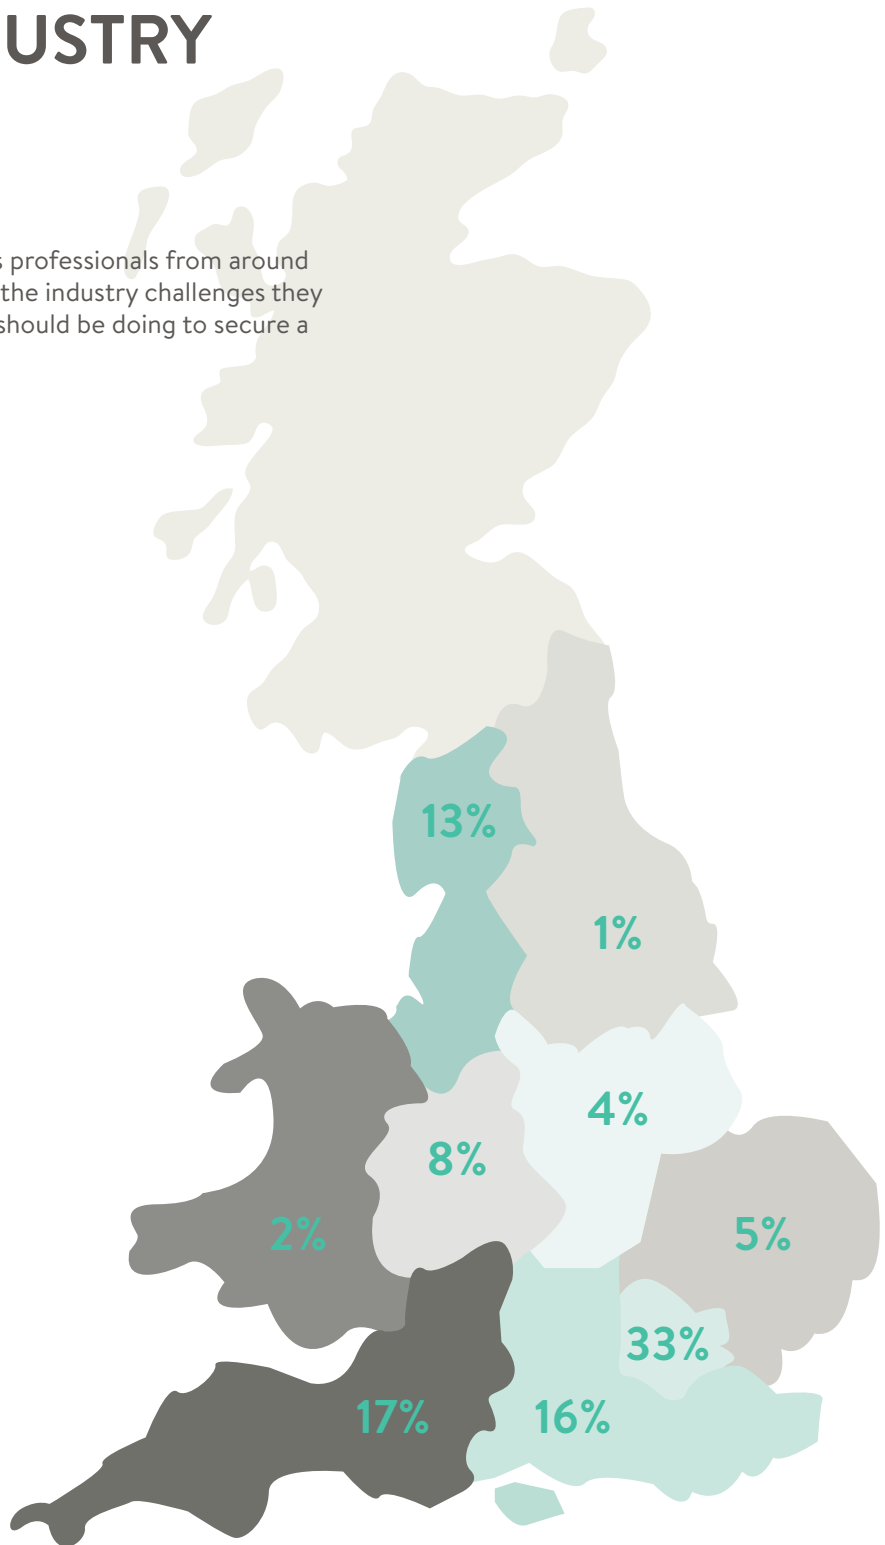 USTRY
s professionals from around
the industry challenges they
should be doing to secure a
13%
1%
4%
8%
2%
5%
33%
17%
16%